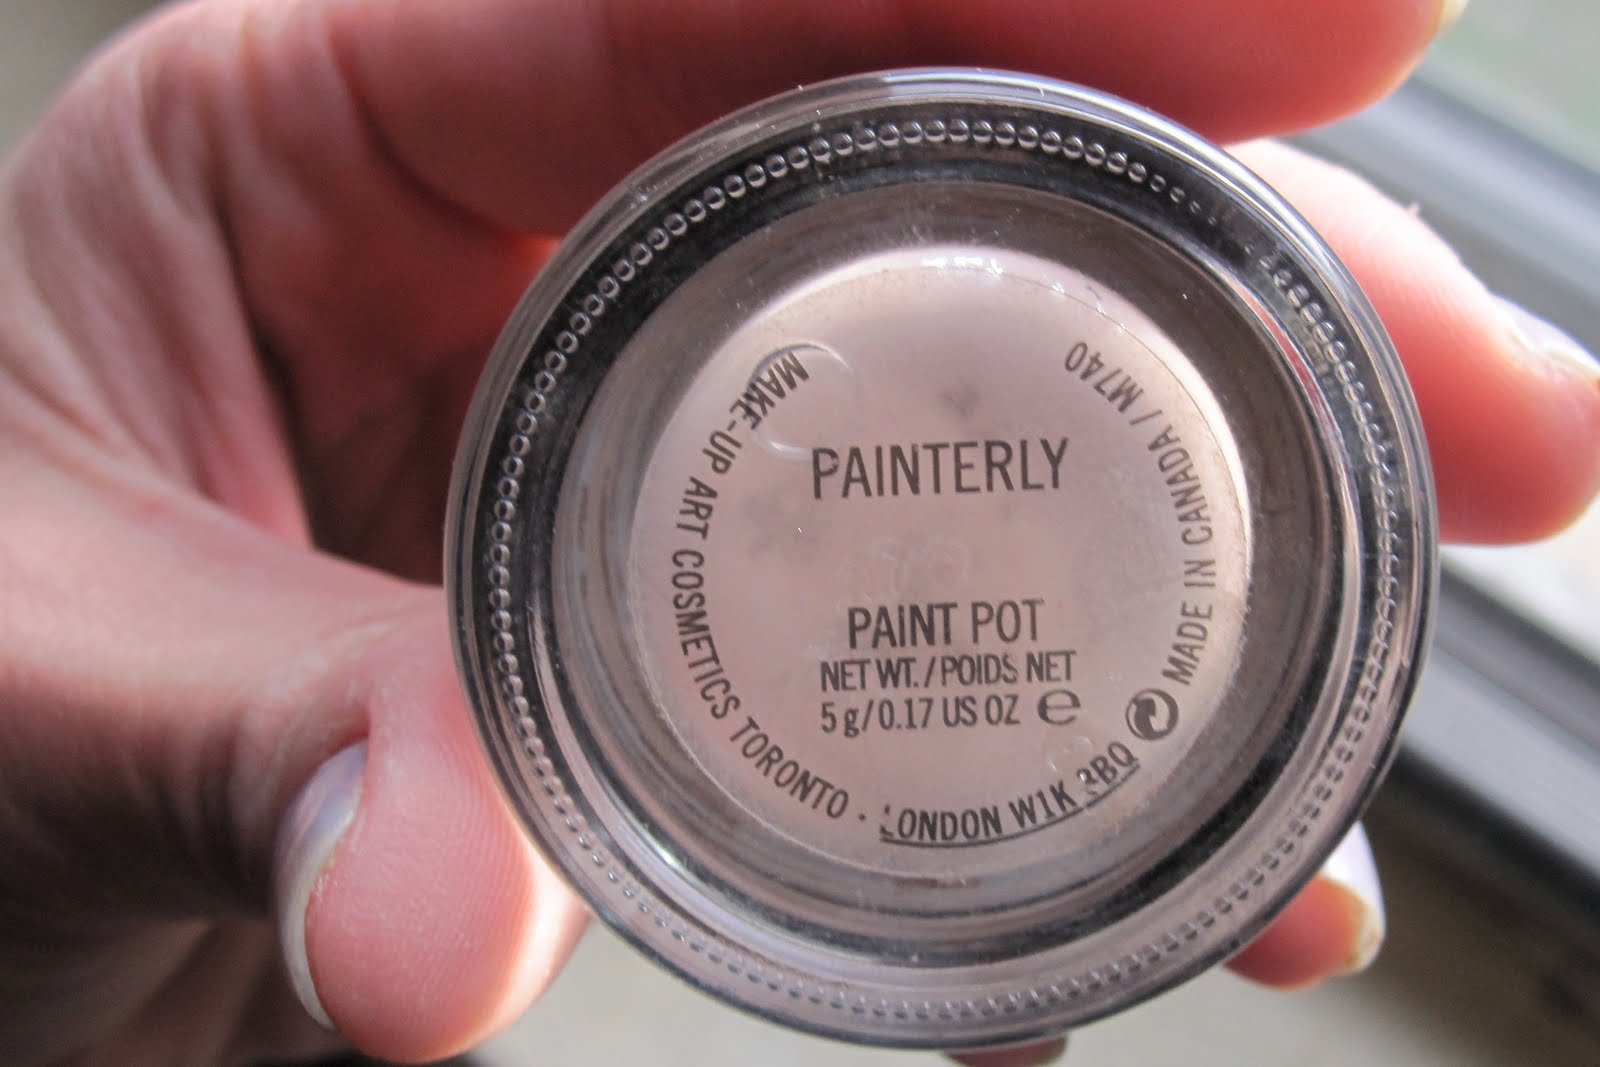 PAINTERLY
PAINT POT
NET WT./POIDS NET
5 g/0.17 US OZ e
MAKE-UP ART COSMETICS TORONTO · LONDON W1K 3BQ
MADE IN CANADA / M740